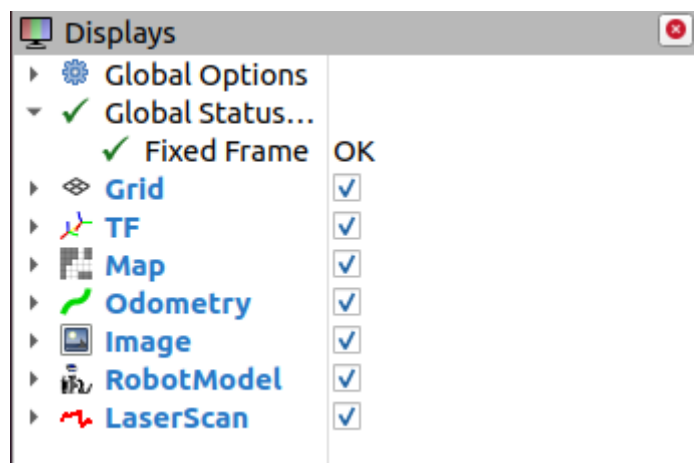 Displays
Global Options
Global Status...
Fixed Frame OK
Grid
TF
Map
Odometry
Image
RobotModel
LaserScan